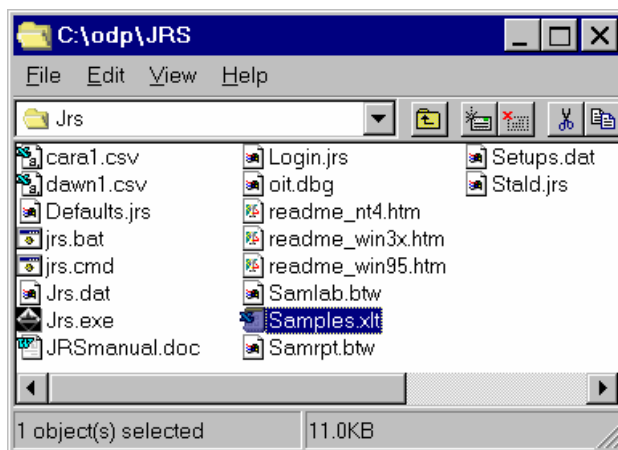 C:\odp\JRS
File Edit View Help
Jrs
cara1.csv Login.jrs Setups.dat
dawn1.csv oit.dbg Stald.jrs
Defaults.jrs readme_nt4.htm
jrs.bat readme_win3x.htm
jrs.cmd readme_win95.htm
Jrs.dat Samlab.btw
Jrs.exe Samples.xlt
JRSmanual.doc Samrpt.btw
1 object(s) selected 11.0KB